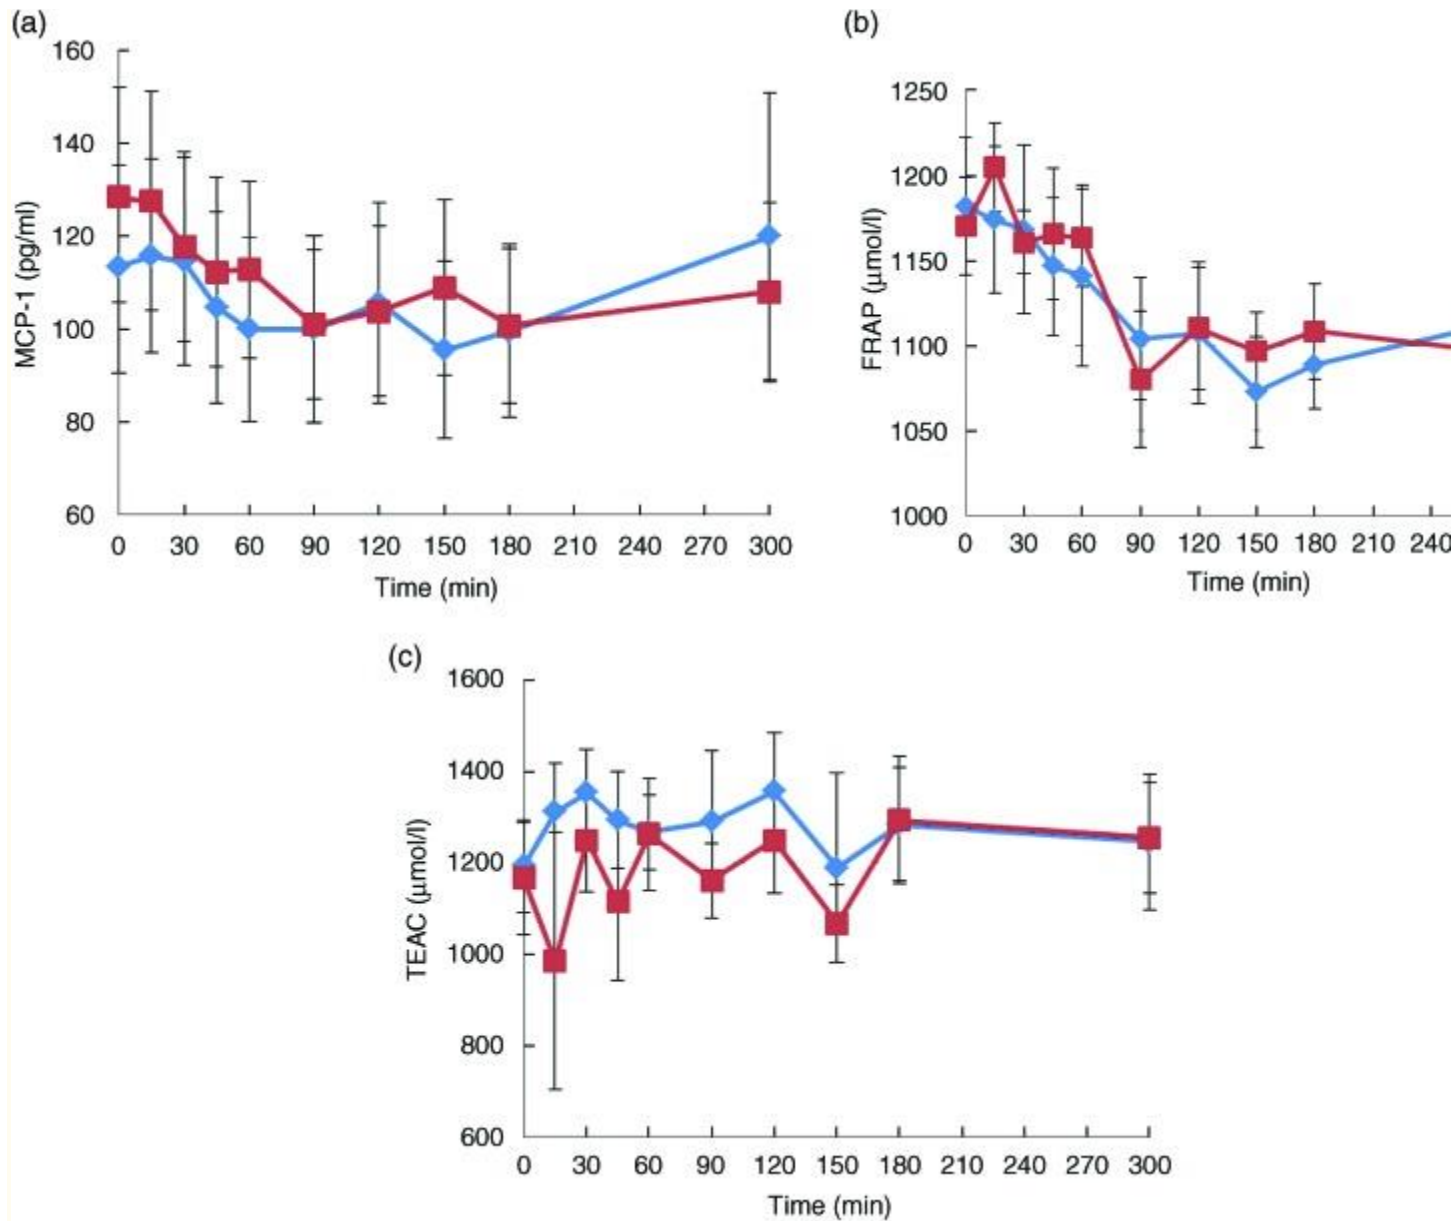 (a)
160
140
120
100
80
60
MCP-1 (pg/ml)
0 30 60 90 120 150 180 210 240 270 300
Time (min)
(b)
1250
1200
1150
1100
1050
1000
FRAP (μmol/l)
0 30 60 90 120 150 180 210 240
Time (min)
(c)
1600
1400
1200
1000
800
600
TEAC (μmol/l)
0 30 60 90 120 150 180 210 240 270 300
Time (min)